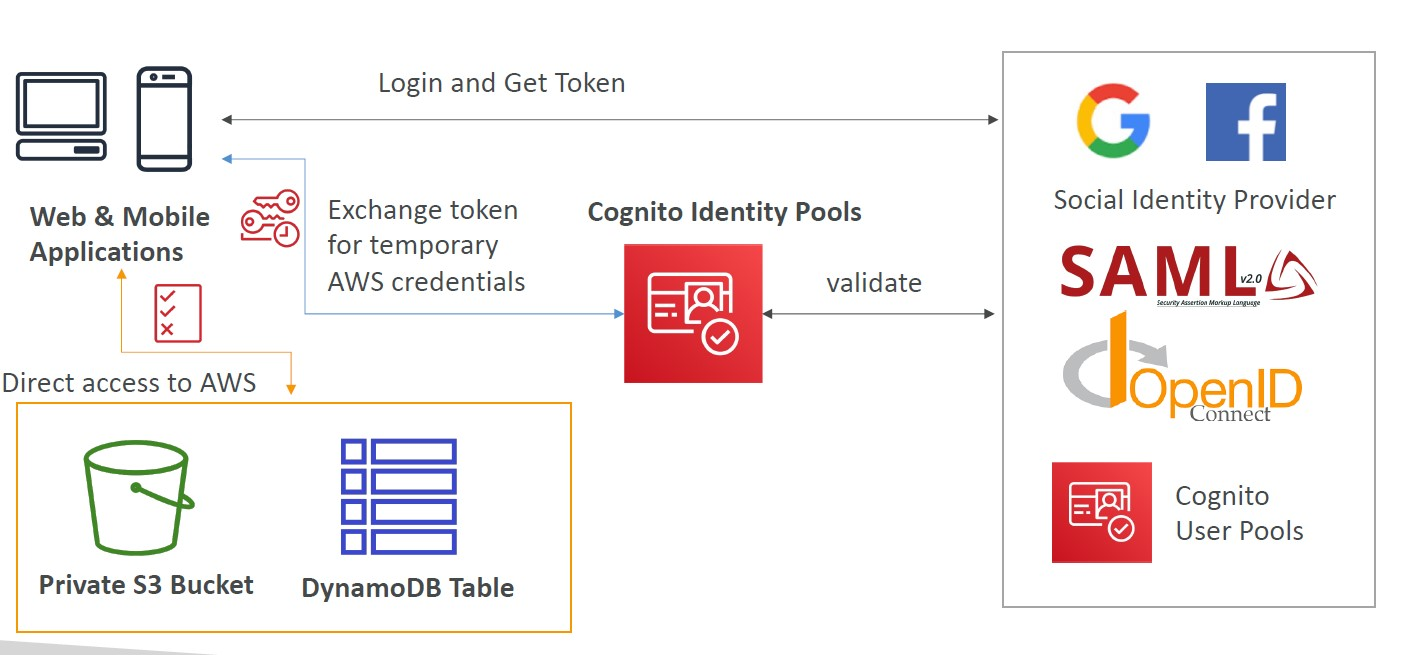 Login and Get Token
Web & Mobile
Applications
Exchange token
for temporary
AWS credentials
Cognito Identity Pools
validate
Social Identity Provider
SAML v2.0
Security Assertion Markup Language
OpenID
Connect
Cognito
User Pools
Direct access to AWS
Private S3 Bucket
DynamoDB Table